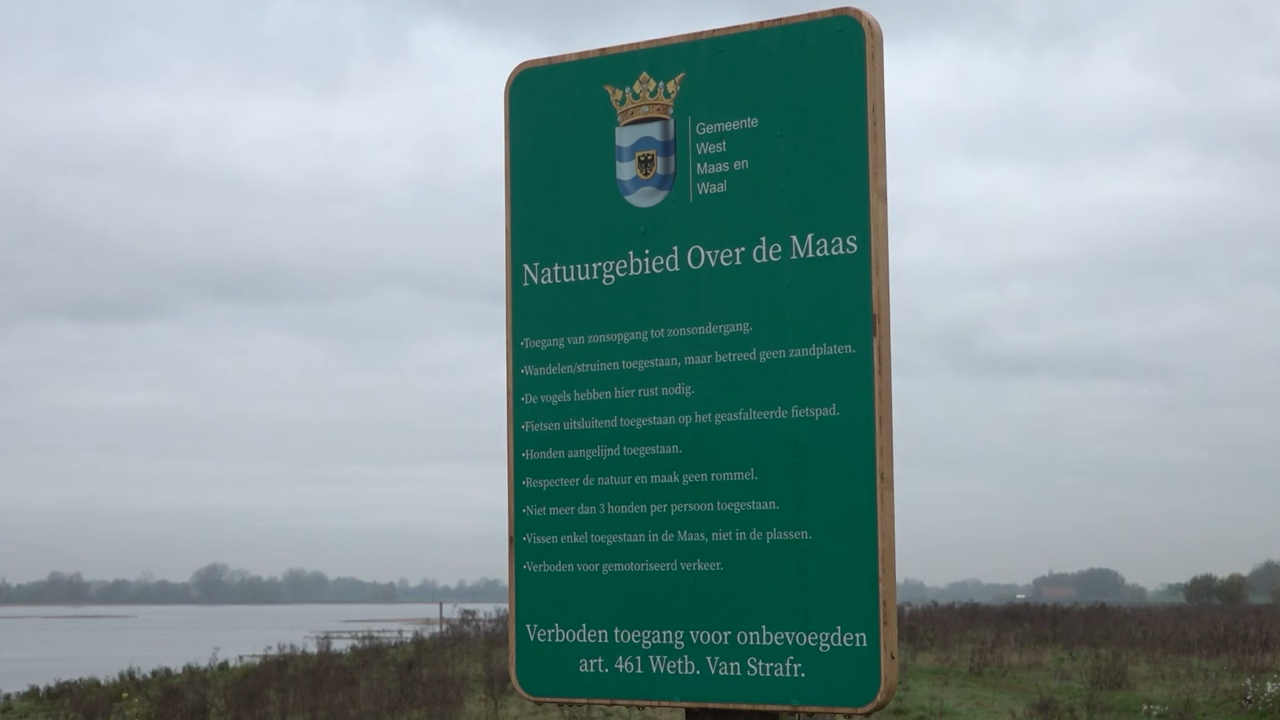 Gemeente
West
Maas en
Waal
Natuurgebied Over de Maas
•Toegang van zonsopgang tot zonsondergang.
•Wandelen/struinen toegestaan, maar betreed geen zandplaten.
•De vogels hebben hier rust nodig.
•Fietsen uitsluitend toegestaan op het geasfalteerde fietspad.
•Honden aangelijnd toegestaan.
•Respecteer de natuur en maak geen rommel.
•Niet meer dan 3 honden per persoon toegestaan.
•Vissen enkel toegestaan in de Maas, niet in de plassen.
•Verboden voor gemotoriseerd verkeer.
Verboden toegang voor onbevoegden
art. 461 Wetb. Van Strafr.